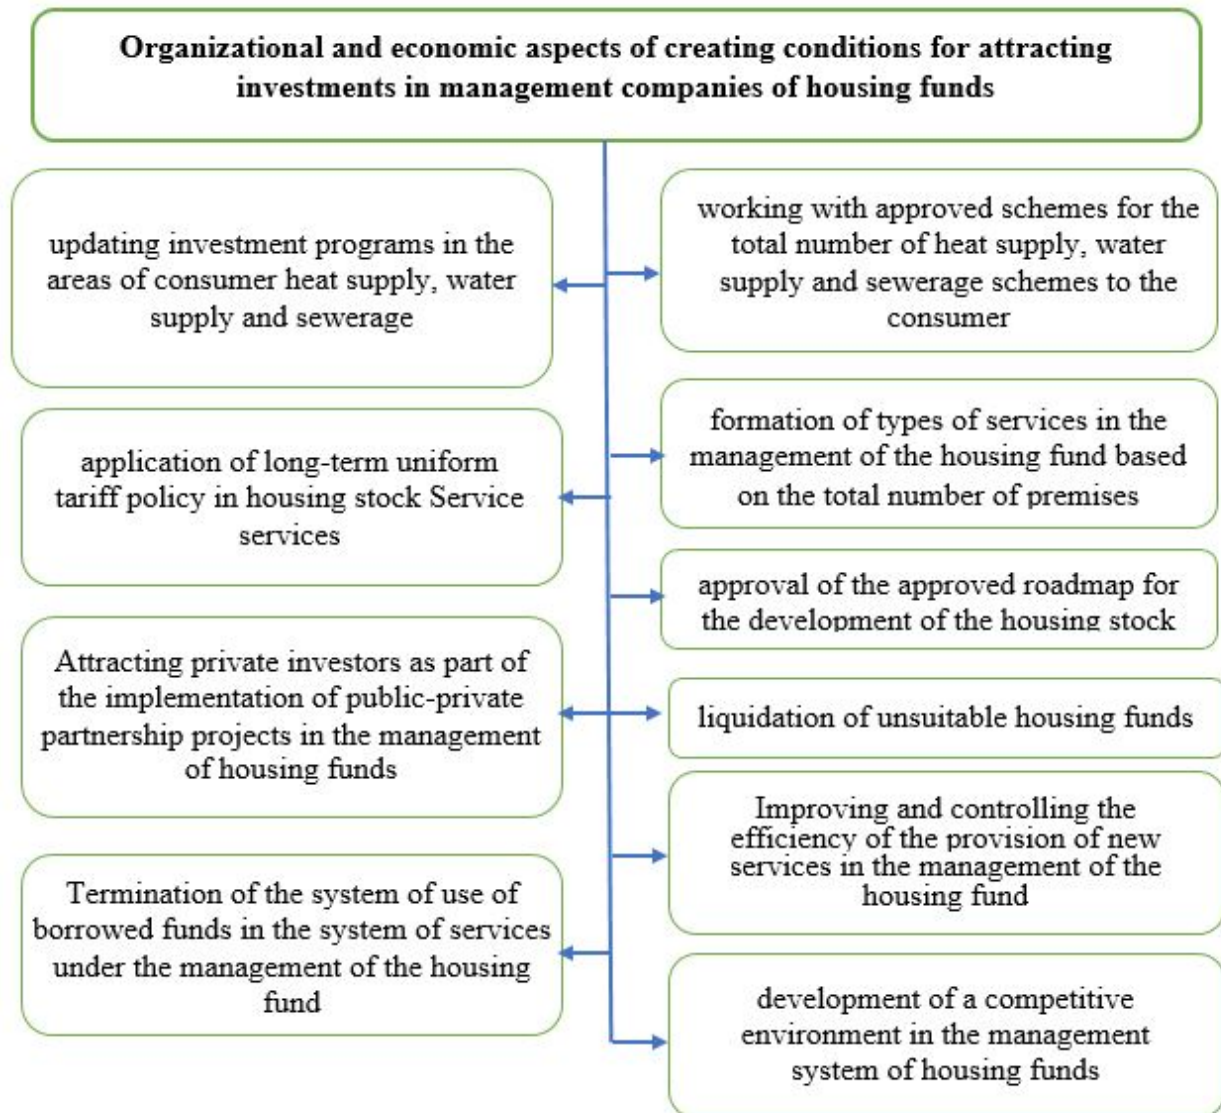 Organizational and economic aspects of creating conditions for attracting
investments in management companies of housing funds
updating investment programs in the
areas of consumer heat supply, water
supply and sewerage
application of long-term uniform
tariff policy in housing stock Service
services
Attracting private investors as part of
the implementation of public-private
partnership projects in the management
of housing funds
Termination of the system of use of
borrowed funds in the system of services
under the management of the housing
fund
working with approved schemes for the
total number of heat supply, water
supply and sewerage schemes to the
consumer
formation of types of services in the
management of the housing fund based
on the total number of premises
approval of the approved roadmap for
the development of the housing stock
liquidation of unsuitable housing funds
Improving and controlling the
efficiency of the provision of new
services in the management of the
housing fund
development of a competitive
environment in the management
system of housing funds